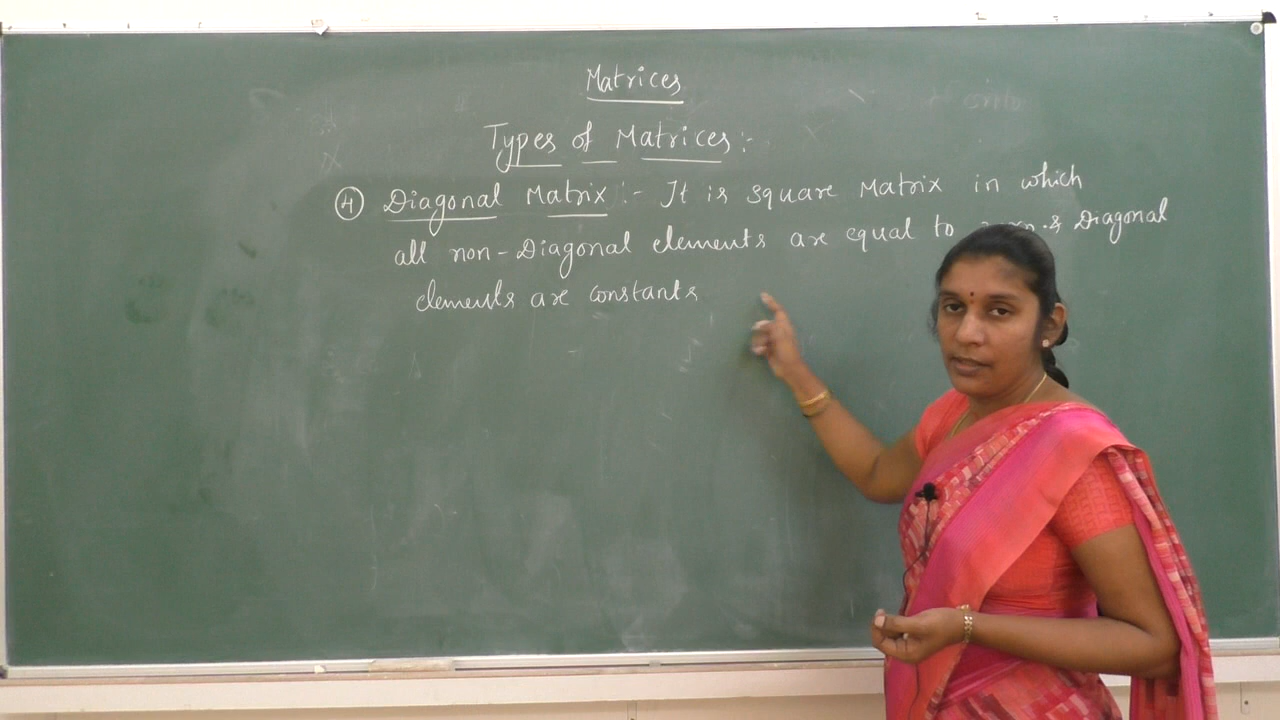 Matrices
Types of Matrices:-
④ Diagonal Matrix :- It is square Matrix in which
all non-Diagonal elements are equal to & Diagonal
elements are constants